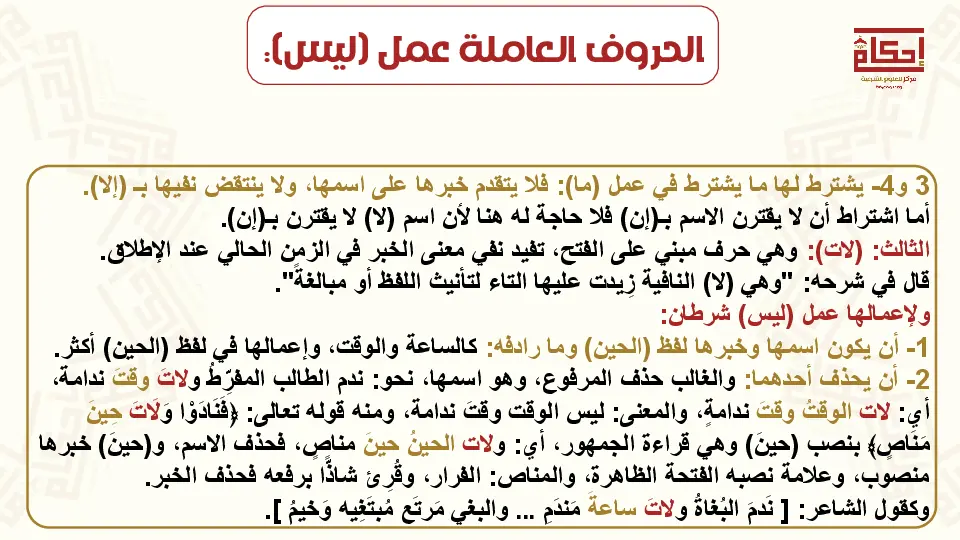 الحروف العاملة عمل (ليس):
إحكام
مركز للعلوم الشرعية
3 و4- يشترط لها ما يشترط في عمل (ما): فلا يتقدم خبرها على اسمها، ولا ينتقض نفيها بـ (إلا).
أما اشتراط أن لا يقترن الاسم بـ(إن) فلا حاجة له هنا لأن اسم (لا) لا يقترن بـ(إن).
الثالث: (لات): وهي حرف مبني على الفتح، تفيد نفي معنى الخبر في الزمن الحالي عند الإطلاق.
قال في شرحه: "وهي (لا) النافية زِيدت عليها التاء لتأنيث اللفظ أو مبالغةً".
ولإعمالها عمل (ليس) شرطان:
1- أن يكون اسمها وخبرها لفظ (الحين) وما رادفه: كالساعة والوقت، وإعمالها في لفظ (الحين) أكثر.
2- أن يحذف أحدهما: والغالب حذف المرفوع، وهو اسمها، نحو: ندم الطالب المفرِّطُ ولاتَ وقتَ ندامة،
أي: لات الوقتُ وقتَ ندامةٍ، والمعنى: ليس الوقت وقتَ ندامة، ومنه قوله تعالى: ﴿فَنَادَوْا وَلَاتَ حِينَ
مَنَاصٍ﴾ بنصب (حينَ) وهي قراءة الجمهور، أي: ولات الحينُ حينَ مناصٍ، فحذف الاسم، و(حينَ) خبرها
منصوب، وعلامة نصبه الفتحة الظاهرة، والمناص: الفرار، وقُرِئ شاذًّا برفعه فحذف الخبر.
وكقول الشاعر: [ نَدمَ البُغاةُ ولاتَ ساعةَ مَندَمِ ... والبغي مَرتَع مُبتَغِيه وَخيمُ ].